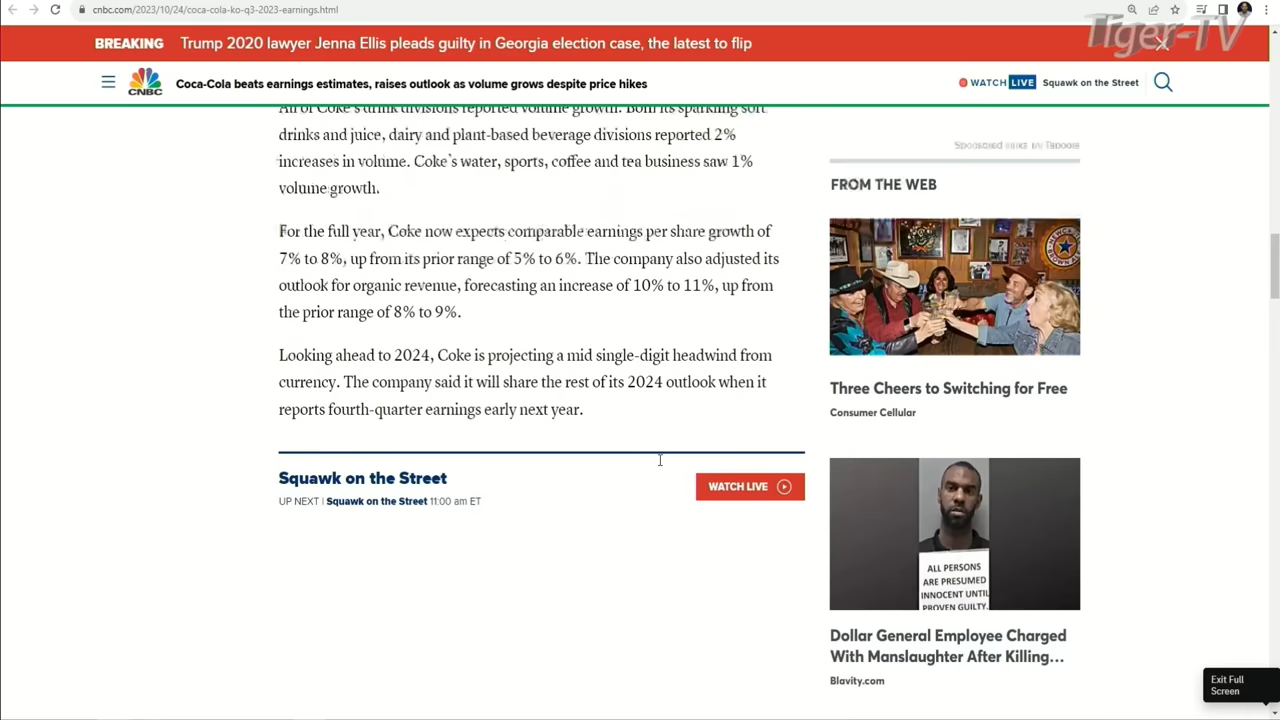 cnbc.com/2023/10/24/coca-cola-ko-q3-2023-earnings.html
Tiger-TV
BREAKING Trump 2020 lawyer Jenna Ellis pleads guilty in Georgia election case, the latest to flip
CNBC
Coca-Cola beats earnings estimates, raises outlook as volume grows despite price hikes
WATCH LIVE Squawk on the Street
All of Coke's drink divisions reported volume growth. Both its sparkling soft
drinks and juice, dairy and plant-based beverage divisions reported 2%
increases in volume. Coke's water, sports, coffee and tea business saw 1%
volume growth.
For the full year, Coke now expects comparable earnings per share growth of
7% to 8%, up from its prior range of 5% to 6%. The company also adjusted its
outlook for organic revenue, forecasting an increase of 10% to 11%, up from
the prior range of 8% to 9%.
Looking ahead to 2024, Coke is projecting a mid single-digit headwind from
currency. The company said it will share the rest of its 2024 outlook when it
reports fourth-quarter earnings early next year.
Squawk on the Street
UP NEXT | Squawk on the Street 11:00 am ET
WATCH LIVE
FROM THE WEB
Three Cheers to Switching for Free
Consumer Cellular
ALL PERSONS
ARE PRESUMED
INNOCENT UNTIL
PROVEN GUILTY.
Dollar General Employee Charged
With Manslaughter After Killing…
Blavity.com
Exit Full
Screen